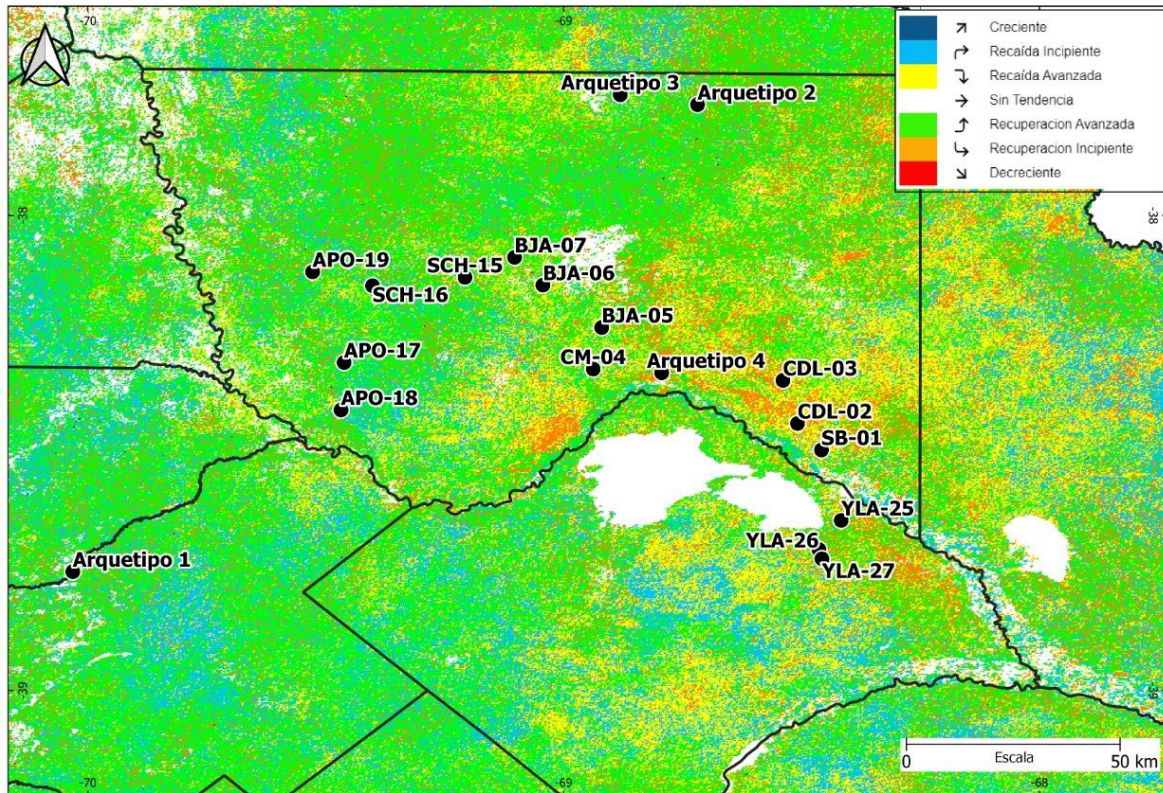 -70
-69
Creciente
Recaída Incipiente
Recaída Avanzada
Sin Tendencia
Recuperacion Avanzada
Recuperacion Incipiente
Decreciente
Arquetipo 3
Arquetipo 2
-38
-38
BJA-07
APO-19
SCH-15
BJA-06
SCH-16
BJA-05
APO-17
CM-04
Arquetipo 4
CDL-03
APO-18
CDL-02
SB-01
YLA-25
YLA-26
Arquetipo 1
YLA-27
-39
-39
Escala
0
50 km
-70
-69
-68